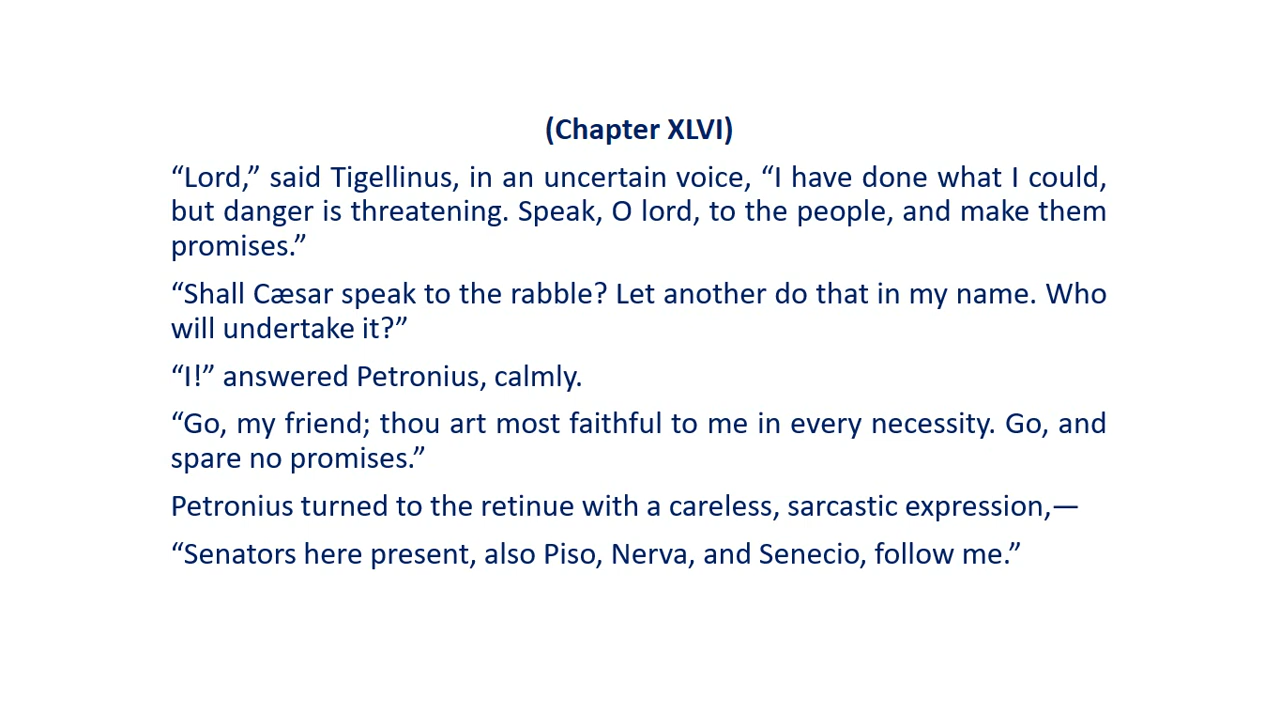 (Chapter XLVI)
“Lord,” said Tigellinus, in an uncertain voice, “I have done what I could,
but danger is threatening. Speak, O lord, to the people, and make them
promises.”
“Shall Cæsar speak to the rabble? Let another do that in my name. Who
will undertake it?”
“I!” answered Petronius, calmly.
“Go, my friend; thou art most faithful to me in every necessity. Go, and
spare no promises.”
Petronius turned to the retinue with a careless, sarcastic expression,—
“Senators here present, also Piso, Nerva, and Senecio, follow me.”